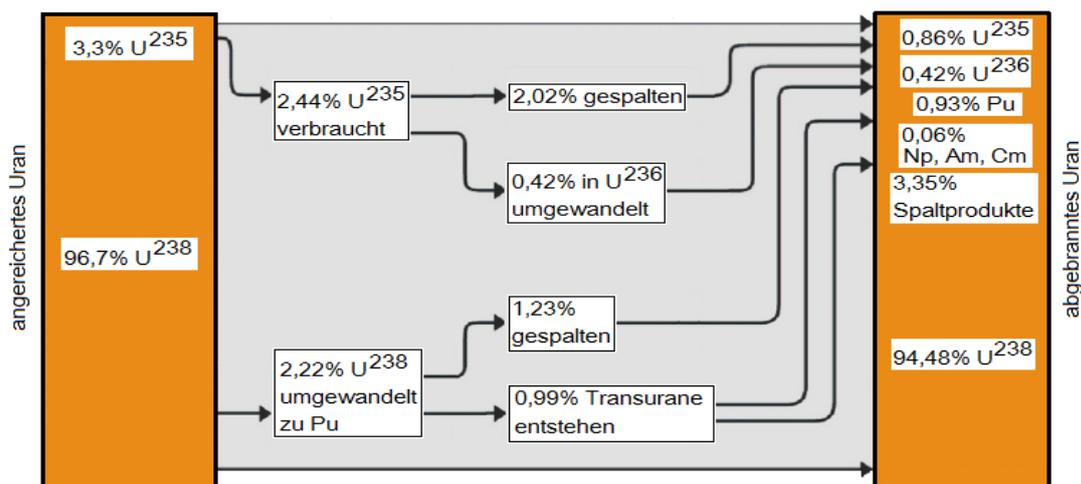 angereichertes Uran
3,3% U235
96,7% U238
2,44% U235
verbraucht
2,02% gespalten
0,42% in U236
umgewandelt
1,23%
gespalten
2,22% U238
umgewandelt
zu Pu
0,99% Transurane
entstehen
0,86% U235
0,42% U236
0,93% Pu
0,06%
Np, Am, Cm
3,35%
Spaltprodukte
94,48% U238
abgebranntes Uran